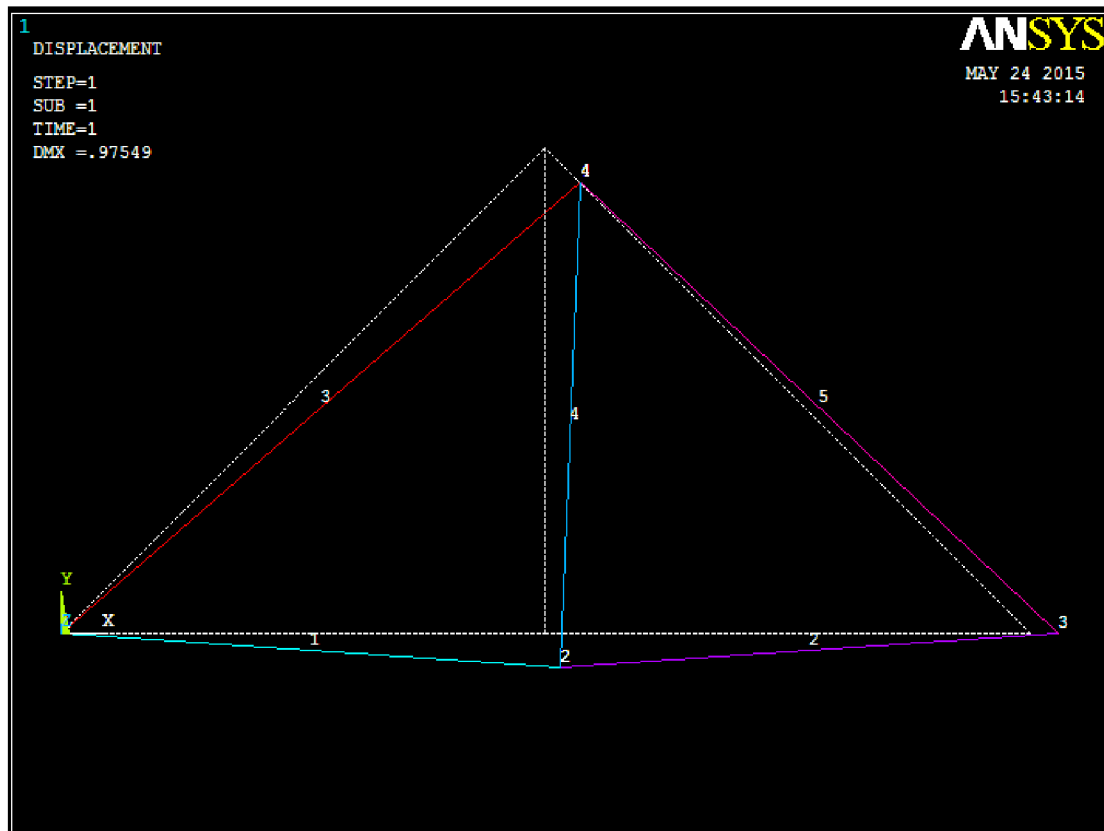 1
DISPLACEMENT
STEP=1
SUB =1
TIME=1
DMX =.97549
ANSYS
MAY 24 2015
15:43:14
4
3
4
5
Y
X
3
1
2
2